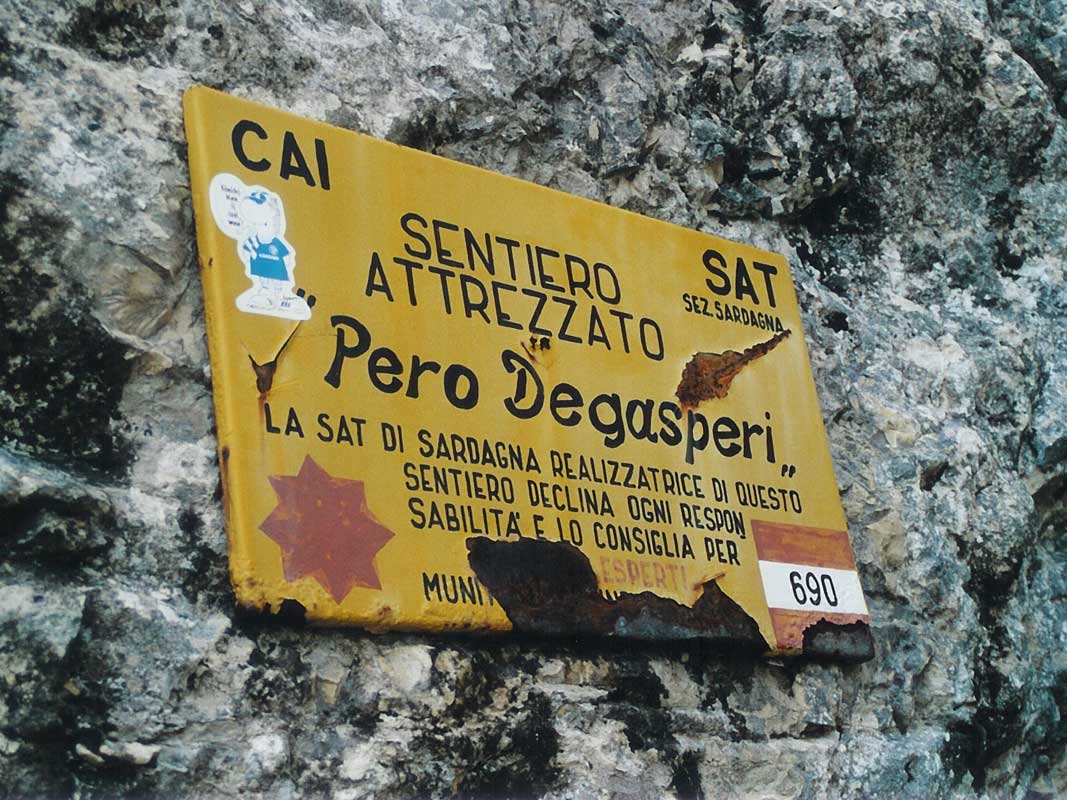 CAI
SAT
SEZ. SARDAGNA
SENTIERO
ATTREZZATO
"Pero Degasperi"
LA SAT DI SARDAGNA REALIZZATRICE DI QUESTO
SENTIERO DECLINA OGNI RESPON
SABILITA' E LO CONSIGLIA PER
ESPERTI
MUNIT
690